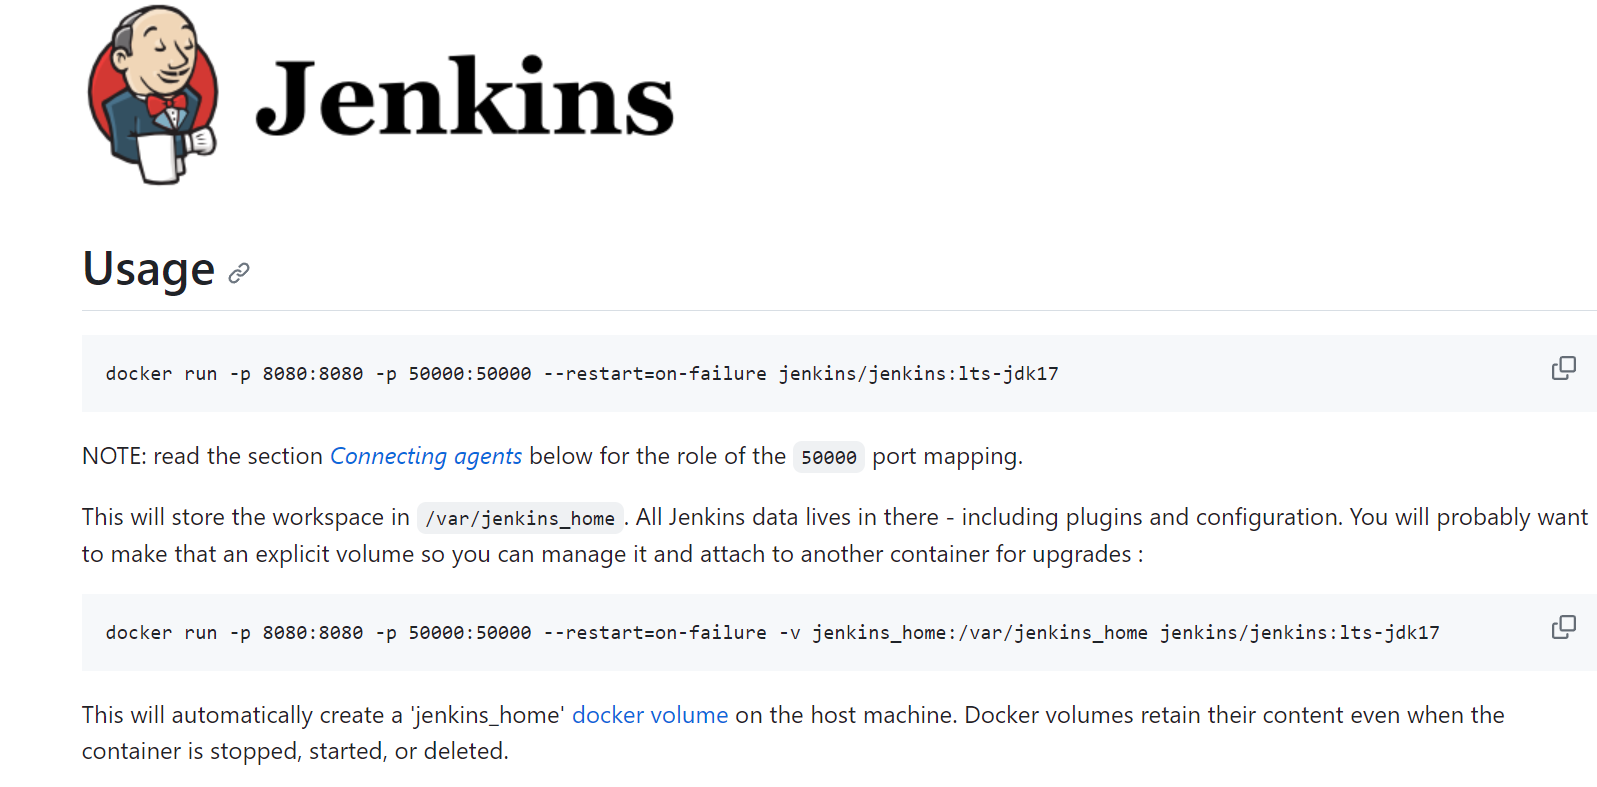 Jenkins
Usage
docker run -p 8080:8080 -p 50000:50000 --restart=on-failure jenkins/jenkins:lts-jdk17
NOTE: read the section Connecting agents below for the role of the 50000 port mapping.
This will store the workspace in /var/jenkins_home. All Jenkins data lives in there - including plugins and configuration. You will probably want
to make that an explicit volume so you can manage it and attach to another container for upgrades :
docker run -p 8080:8080 -p 50000:50000 --restart=on-failure -v jenkins_home:/var/jenkins_home jenkins/jenkins:lts-jdk17
This will automatically create a 'jenkins_home' docker volume on the host machine. Docker volumes retain their content even when the
container is stopped, started, or deleted.